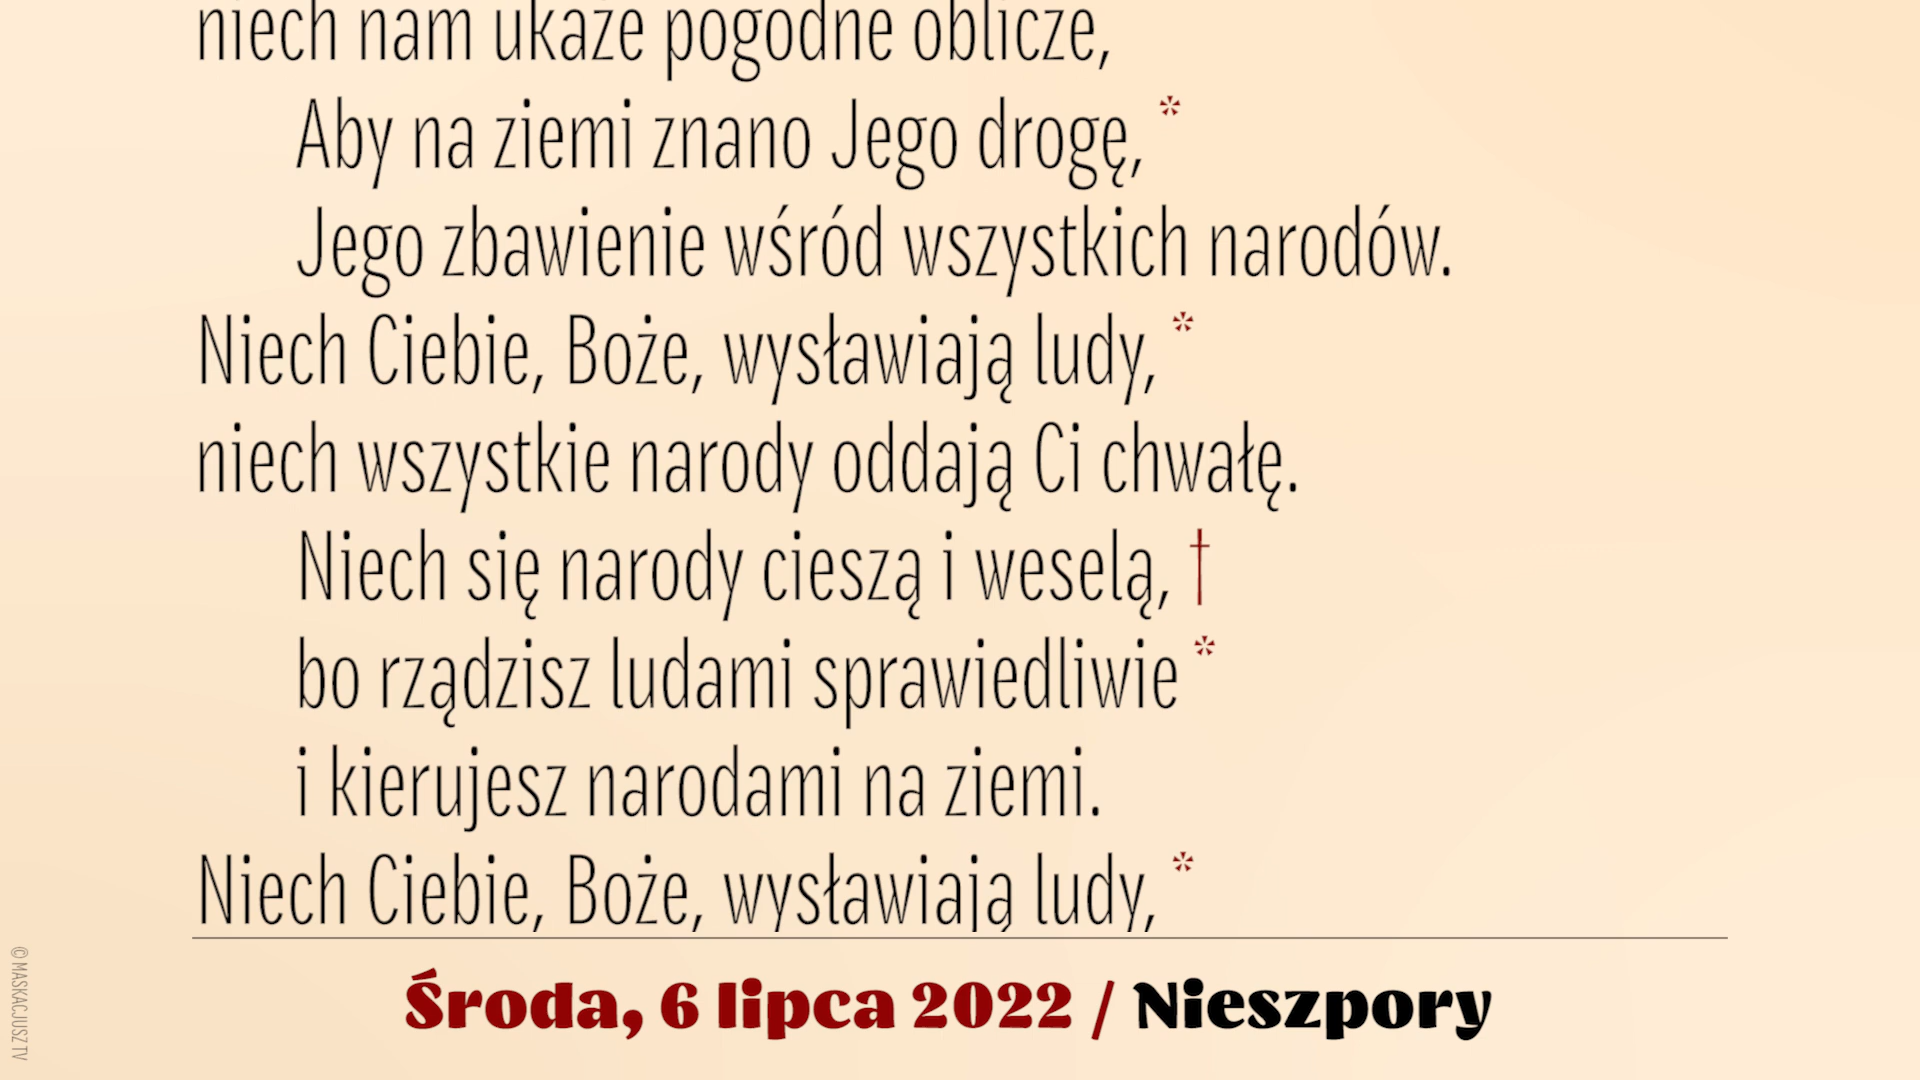 niech nam ukaże pogodne oblicze,
Aby na ziemi znano Jego drogę, *
Jego zbawienie wśród wszystkich narodów.
Niech Ciebie, Boże, wysławiają ludy, *
niech wszystkie narody oddają Ci chwałę.
Niech się narody cieszą i weselą, †
bo rządzisz ludami sprawiedliwie *
i kierujesz narodami na ziemi.
Niech Ciebie, Boże, wysławiają ludy, *
Środa, 6 lipca 2022 / Nieszpory
© MASKACJUSZ TV